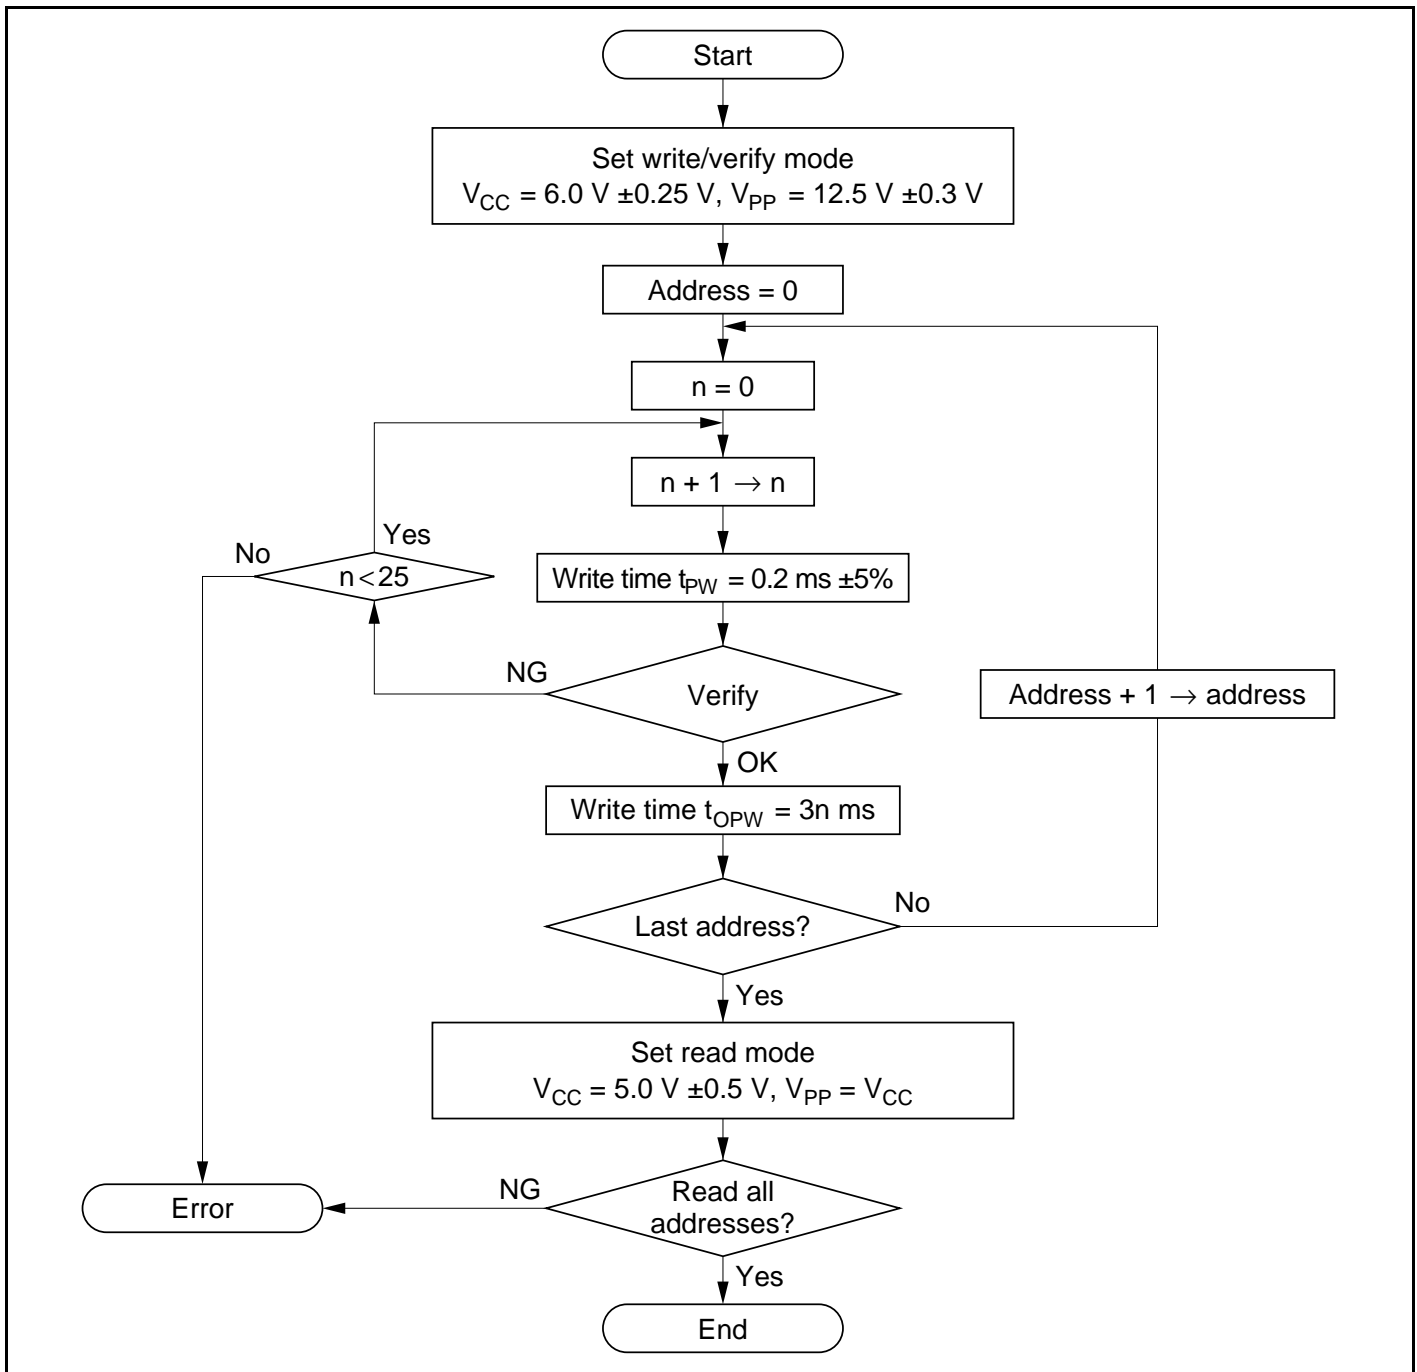 Start
Set write/verify mode
VCC = 6.0 V ±0.25 V, VPP = 12.5 V ±0.3 V
Address = 0
n = 0
n + 1 → n
Yes
No
n<25
Write time tPW = 0.2 ms ±5%
NG
Verify
Address + 1 → address
OK
Write time tOPW = 3n ms
No
Last address?
Yes
Set read mode
VCC = 5.0 V ±0.5 V, VPP = VCC
NG
Read all
addresses?
Error
Yes
End